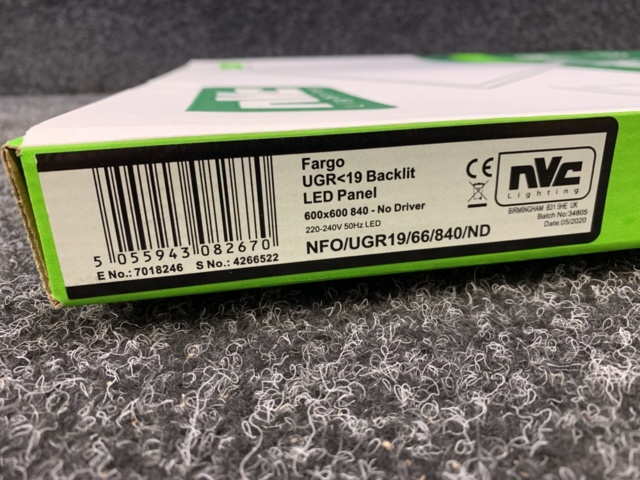 Fargo
UGR<19 Backlit
LED Panel
600x600 840 - No Driver
220-240V 50Hz LED
NFO/UGR19/66/840/ND
5 055943 082670
E No.: 7018246 S No.: 4266522
CE
nvc
Lighting
BIRMINGHAM B31 5HE UK
Batch No:34805
Date:05/2020